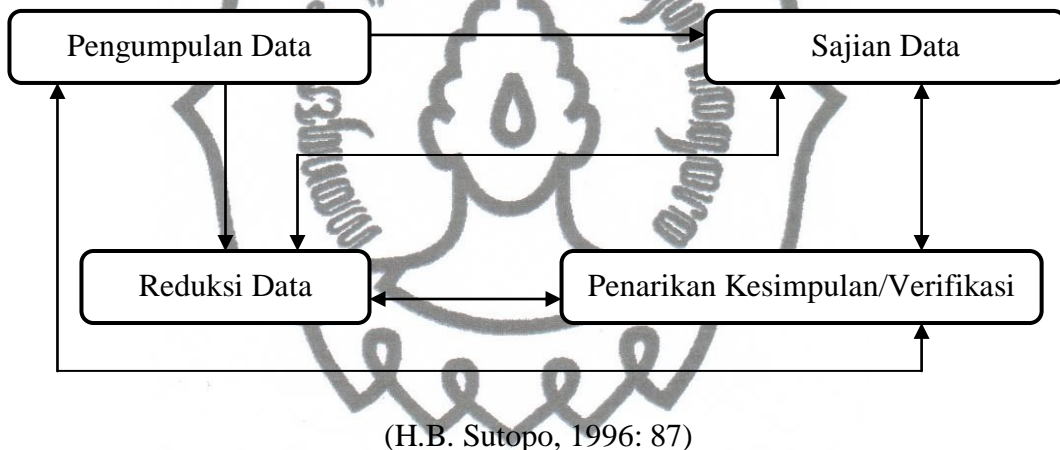 Pengumpulan Data
Sajian Data
Reduksi Data
Penarikan Kesimpulan/Verifikasi
(H.B. Sutopo, 1996: 87)